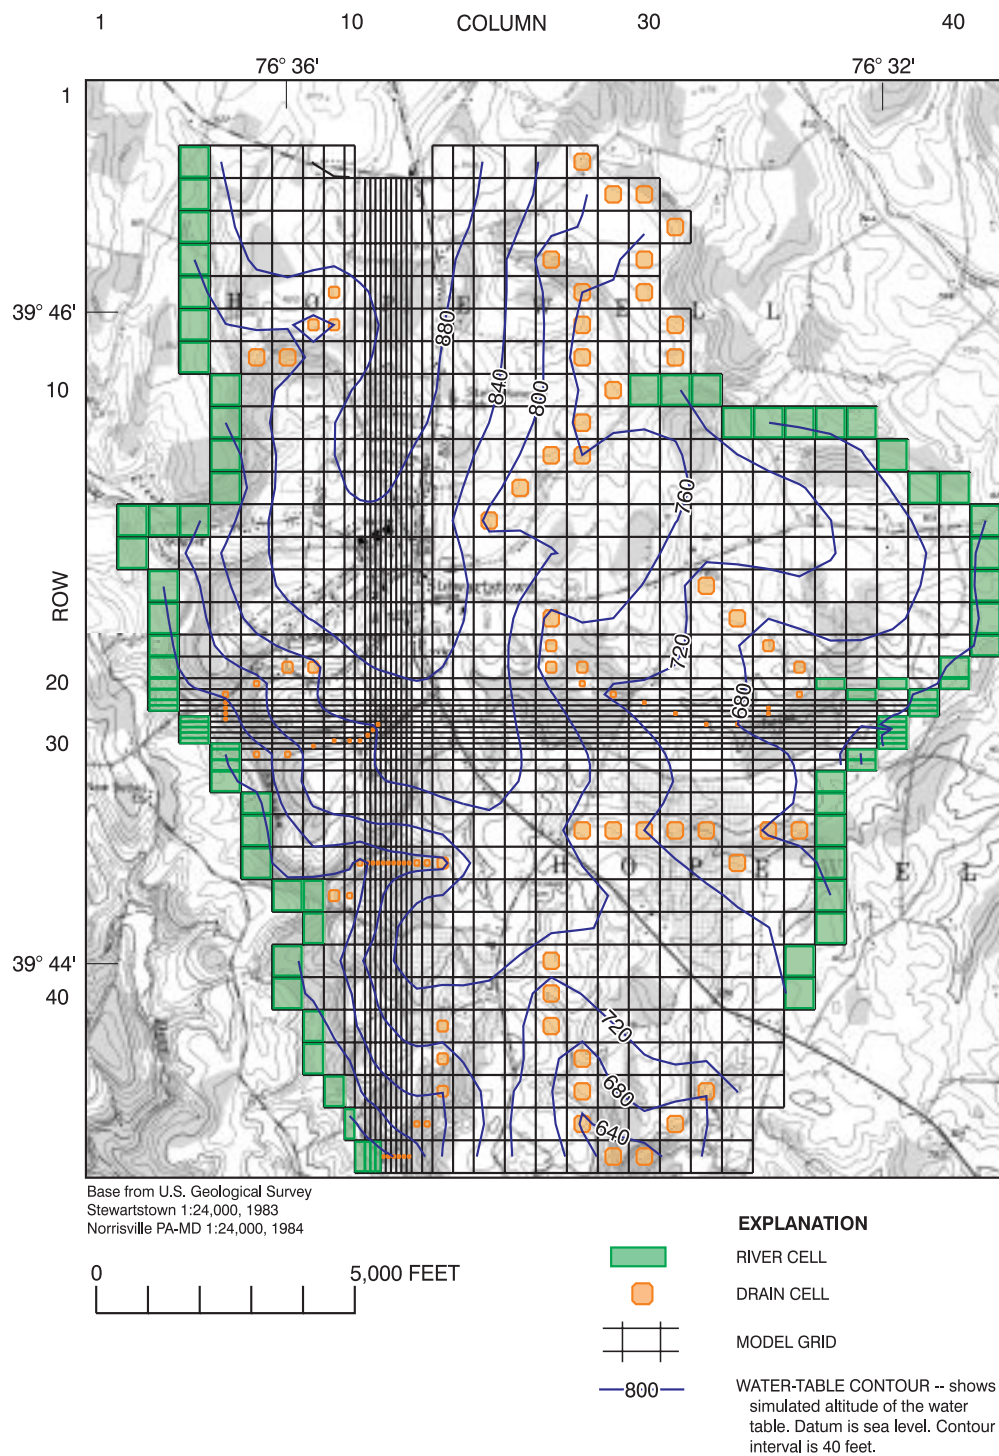 1 10 COLUMN 30 40
76° 36' 76° 32'
1
39° 46'
10
ROW
20
30
39° 44'
40
H O P E W E L L
880
840
800
760
720
680
H O P E W E L
720
680
640
Base from U.S. Geological Survey
Stewartstown 1:24,000, 1983
Norrisville PA-MD 1:24,000, 1984
0 5,000 FEET
EXPLANATION
RIVER CELL
DRAIN CELL
MODEL GRID
800 WATER-TABLE CONTOUR -- shows
simulated altitude of the water
table. Datum is sea level. Contour
interval is 40 feet.